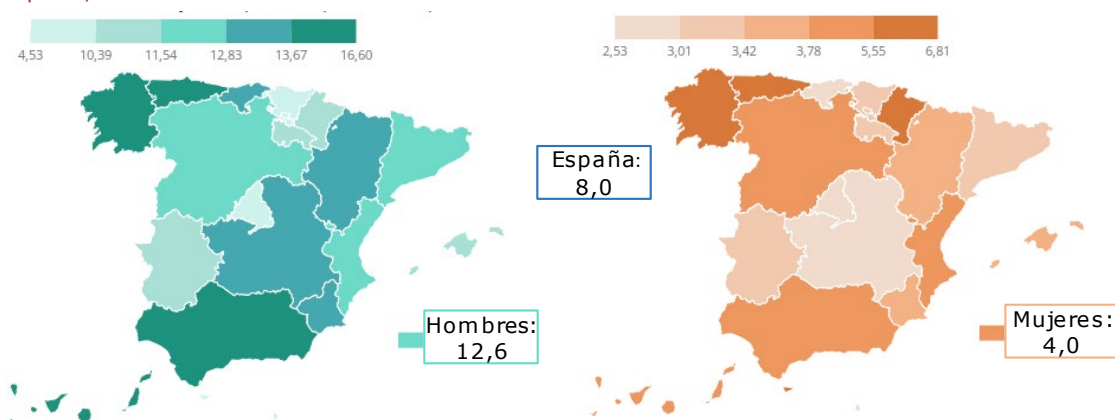 4,53 10,39 11,54 12,83 13,67 16,60
2,53 3,01 3,42 3,78 5,55 6,81
España:
8,0
Hombres:
12,6
Mujeres:
4,0